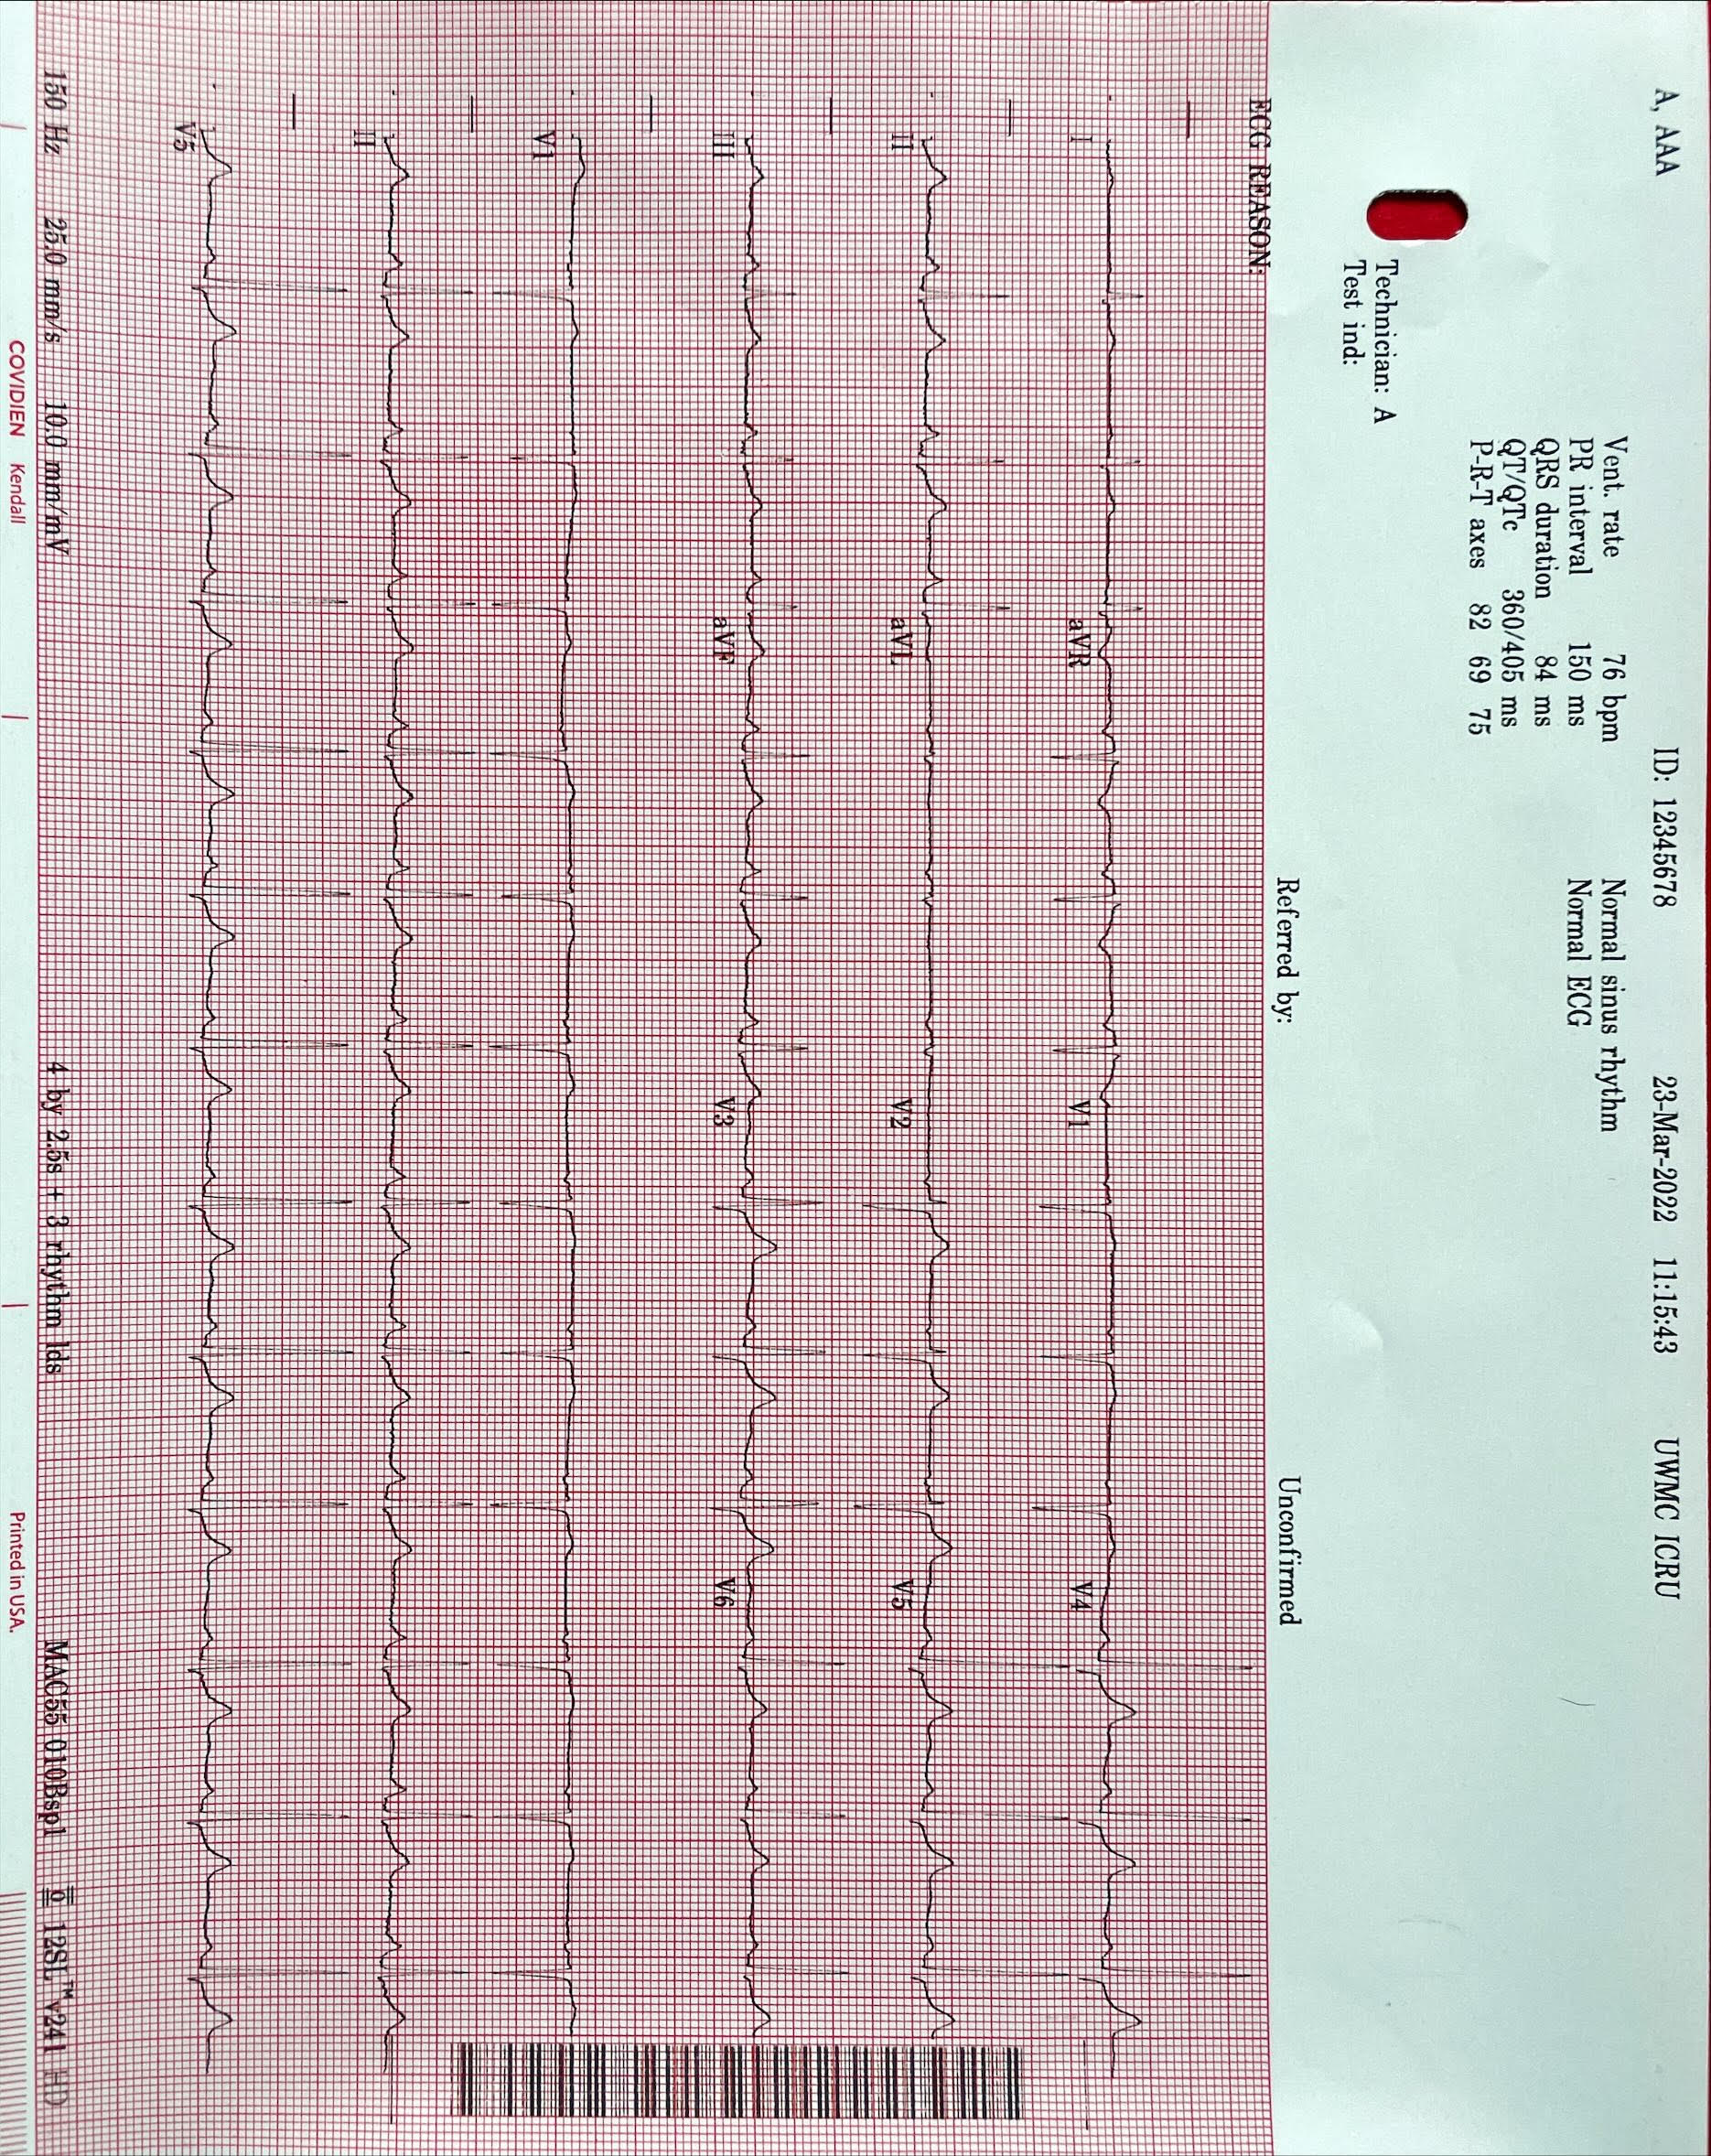 A, AAA ID: 12345678 23-Mar-2022 11:15:43 UWMC ICRU
Vent. rate 76 bpm Normal sinus rhythm
PR interval 150 ms Normal ECG
QRS duration 84 ms
QT/QTc 360/405 ms
P-R-T axes 82 69 75
Technician: A
Test ind:
Referred by: Unconfirmed
ECG REASON:
I aVR V1 V4
II aVL V2 V5
III aVF V3 V6
V1
II
V5
150 Hz 25.0 mm/s 10.0 mm/mV 4 by 2.5s + 3 rhythm lds MAC55 010Bsp1 12SL™ v241 HD
COVIDIEN Kendall Printed in USA.